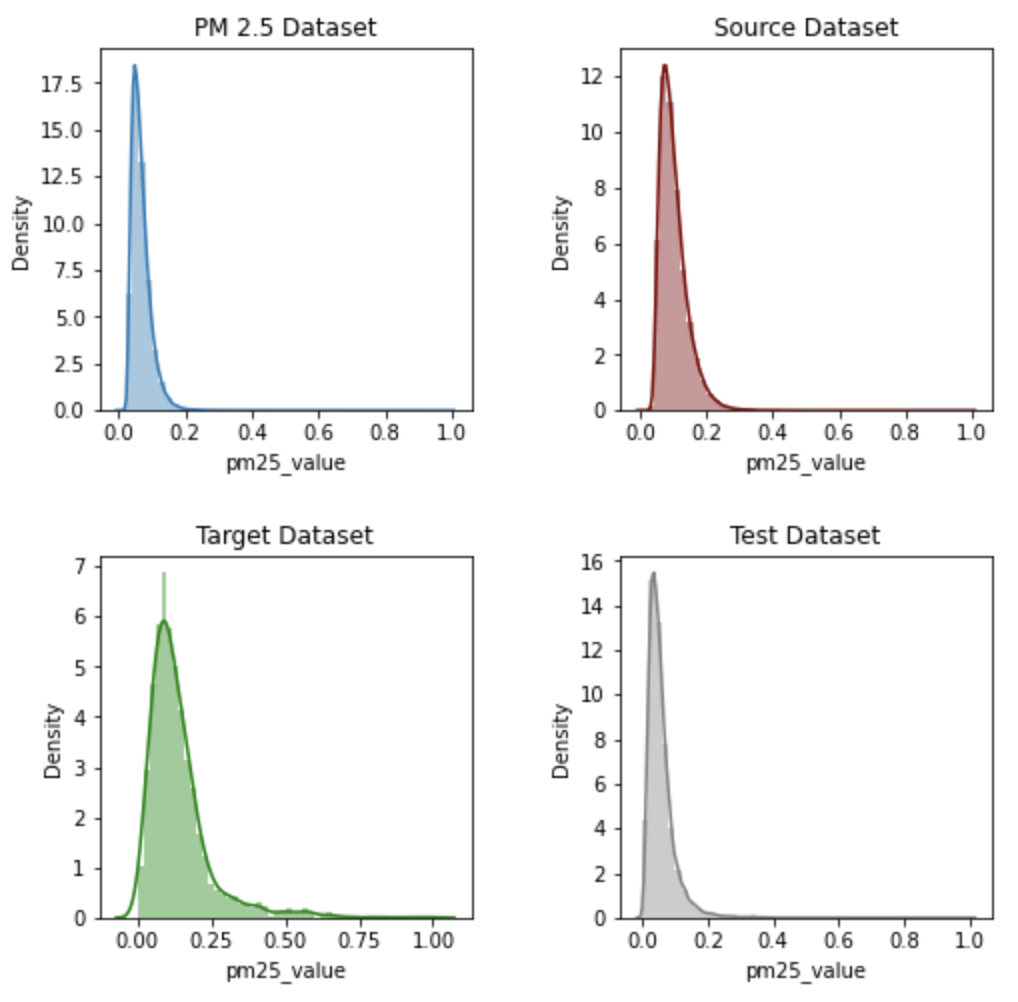 PM 2.5 Dataset
Density
17.5
15.0
12.5
10.0
7.5
5.0
2.5
0.0
0.0 0.2 0.4 0.6 0.8 1.0
pm25_value
Source Dataset
Density
12
10
8
6
4
2
0
0.0 0.2 0.4 0.6 0.8 1.0
pm25_value
Target Dataset
Density
7
6
5
4
3
2
1
0
0.00 0.25 0.50 0.75 1.00
pm25_value
Test Dataset
Density
16
14
12
10
8
6
4
2
0
0.0 0.2 0.4 0.6 0.8 1.0
pm25_value